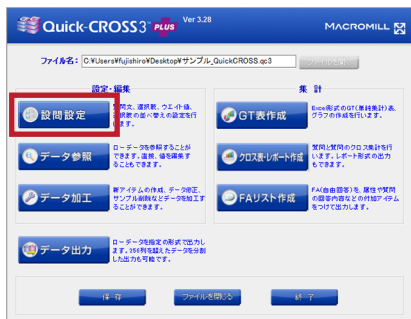 Quick-CROSS3 PLUS Ver 3.28
MACROMILL
ファイル名： C:¥Users¥fujishiro¥Desktop¥サンプル_QuickCROSS.qc3 ファイルを開く
設定・編集
設問設定
質問文、選択肢、ウエイト値、
選択肢の並べ替えの設定を行
います。
データ参照
ローデータを参照することが
できます。直接、値を編集す
ることもできます。
データ加工
新アイテムの作成、データ修正、
サンプル削除などデータを加工す
ることができます。
データ出力
ローデータを指定の形式で出力し
ます。256列を超えたデータを分割
した出力も可能です。
集 計
GT表作成
Excel形式のGT(単純集計)表、
グラフの作成を行います。
クロス表・レポート作成
質問と質問のクロス集計を行
います。レポート形式の出力
もできます。
FAリスト作成
FA(自由回答)を、属性や質問
の回答内容などの付加アイテム
をつけて出力します。
保 存
ファイルを閉じる
終 了